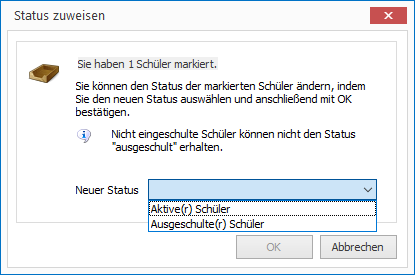 Status zuweisen
Sie haben 1 Schüler markiert.
Sie können den Status der markierten Schüler ändern, indem
Sie den neuen Status auswählen und anschließend mit OK
bestätigen.
Nicht eingeschulte Schüler können nicht den Status
"ausgeschult" erhalten.
Neuer Status
Aktive(r) Schüler
Ausgeschulte(r) Schüler
OK
Abbrechen